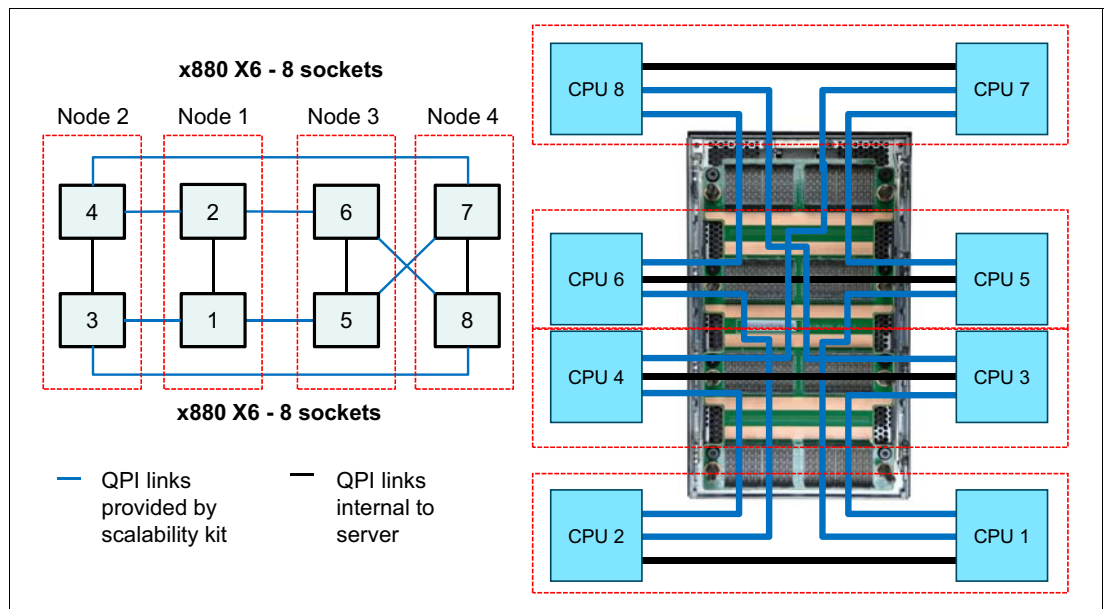 x880 X6 - 8 sockets
Node 2
Node 1
Node 3
Node 4
4
2
6
7
3
1
5
8
x880 X6 - 8 sockets
QPI links
provided by
scalability kit
QPI links
internal to
server
CPU 8
CPU 7
CPU 6
CPU 5
CPU 4
CPU 3
CPU 2
CPU 1